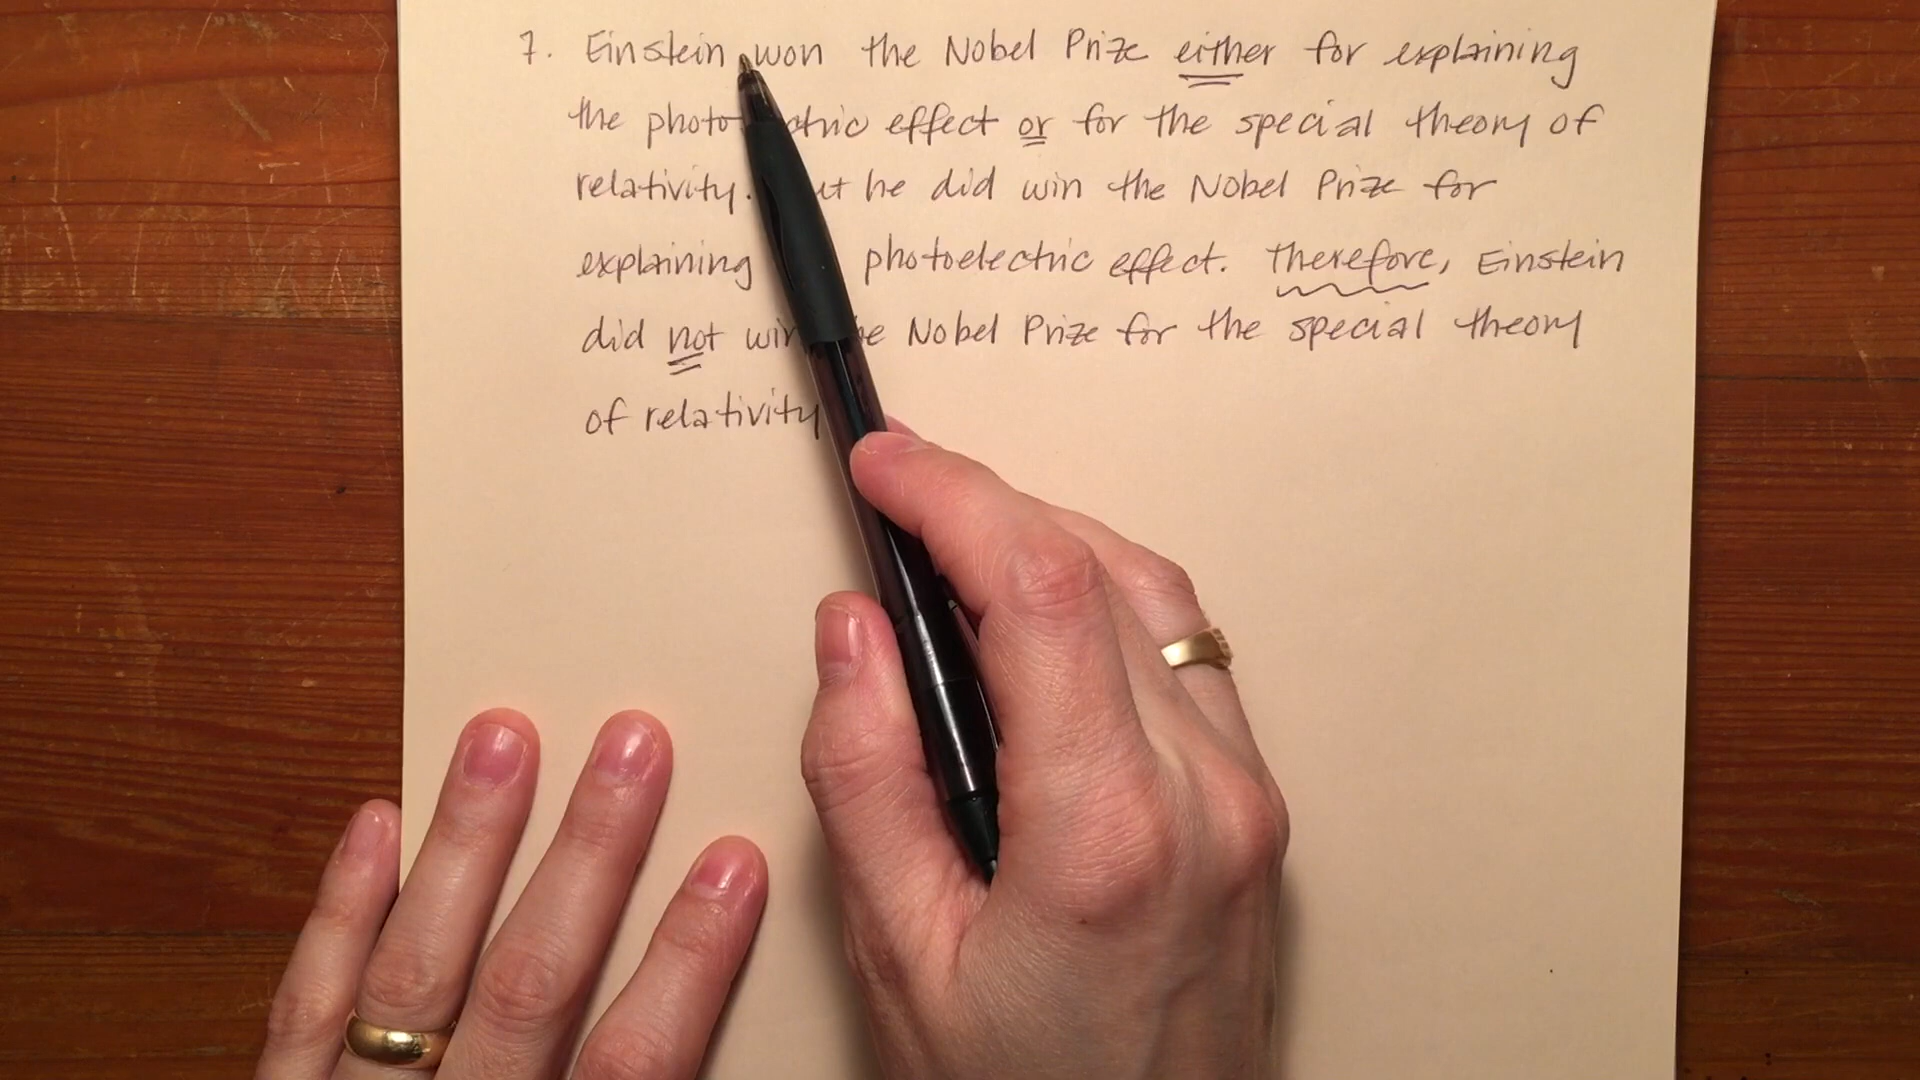 7. Einstein won the Nobel Prize either for explaining
the effect or for the special theory of
relativity. he did win the Nobel Prize for
explaining photoelectric effect. Therefore, Einstein
did not win Nobel Prize for the special theory
of relativity